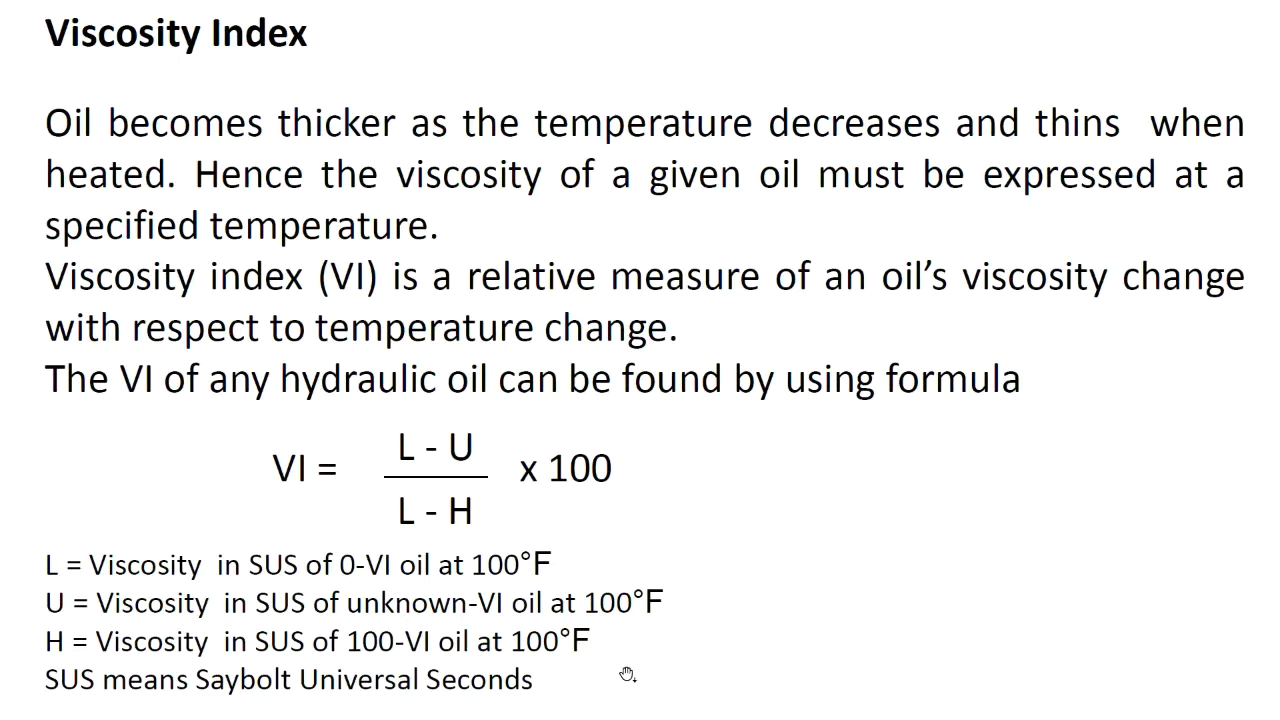 Viscosity Index
Oil becomes thicker as the temperature decreases and thins when
heated. Hence the viscosity of a given oil must be expressed at a
specified temperature.
Viscosity index (VI) is a relative measure of an oil’s viscosity change
with respect to temperature change.
The VI of any hydraulic oil can be found by using formula
L - U
VI = x 100
L - H
L = Viscosity in SUS of 0-VI oil at 100°F
U = Viscosity in SUS of unknown-VI oil at 100°F
H = Viscosity in SUS of 100-VI oil at 100°F
SUS means Saybolt Universal Seconds